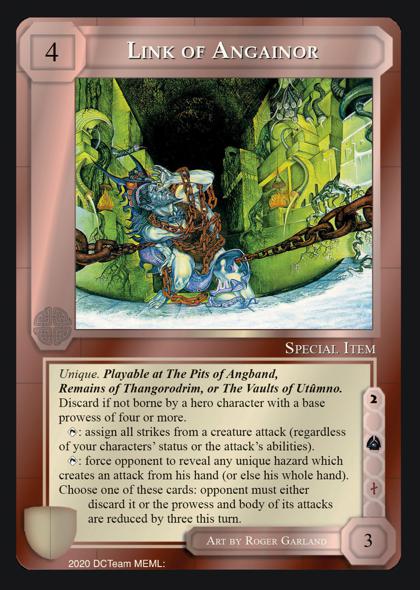 4
LINK OF ANGAINOR
SPECIAL ITEM
Unique. Playable at The Pits of Angband,
Remains of Thangorodrim, or The Vaults of Utûmno.
Discard if not borne by a hero character with a base
prowess of four or more.
: assign all strikes from a creature attack (regardless
of your characters' status or the attack's abilities).
: force opponent to reveal any unique hazard which
creates an attack from his hand (or else his whole hand).
Choose one of these cards: opponent must either
discard it or the prowess and body of its attacks
are reduced by three this turn.
2
ART BY ROGER GARLAND
3
2020 DCTeam MEML: